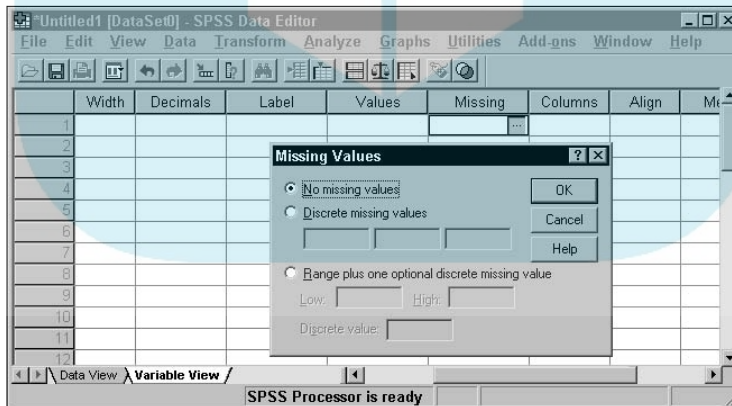 *Untitled1 [DataSet0] - SPSS Data Editor
File Edit View Data Transform Analyze Graphs Utilities Add-ons Window Help
Width Decimals Label Values Missing Columns Align Me
1
2
3
4
5
6
7
8
9
10
11
12
Missing Values
No missing values
OK
Discrete missing values
Cancel
Help
Range plus one optional discrete missing value
Low: High:
Discrete value:
Data View Variable View
SPSS Processor is ready